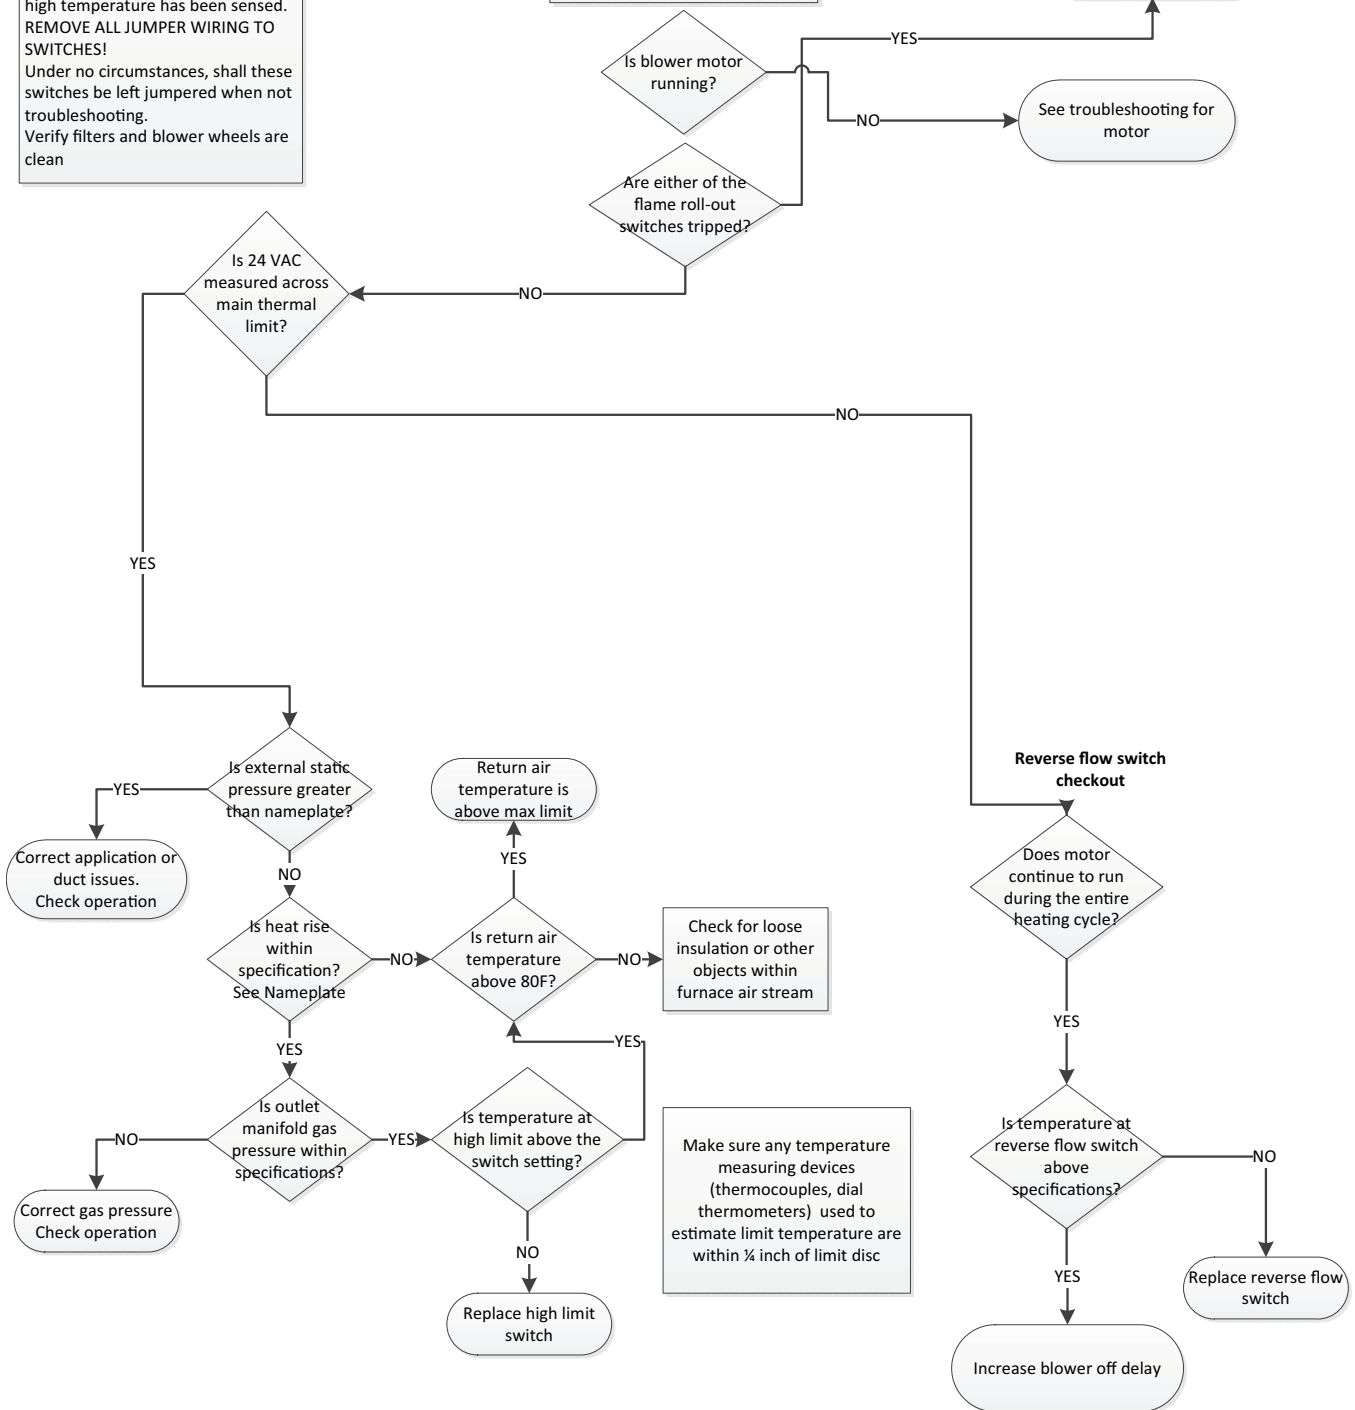 high temperature has been sensed.
REMOVE ALL JUMPER WIRING TO
SWITCHES!
Under no circumstances, shall these
switches be left jumpered when not
troubleshooting.
Verify filters and blower wheels are
clean
YES
Is blower motor
running?
NO
See troubleshooting for
motor
Are either of the
flame roll-out
switches tripped?
NO
Is 24 VAC
measured across
main thermal
limit?
NO
YES
Is external static
pressure greater
than nameplate?
YES
Correct application or
duct issues.
Check operation
NO
Return air
temperature is
above max limit
YES
Is heat rise
within
specification?
See Nameplate
NO
Is return air
temperature
above 80F?
NO
Check for loose
insulation or other
objects within
furnace air stream
YES
YES
Is outlet
manifold gas
pressure within
specifications?
NO
Correct gas pressure
Check operation
YES
Is temperature at
high limit above the
switch setting?
NO
Replace high limit
switch
Make sure any temperature
measuring devices
(thermocouples, dial
thermometers) used to
estimate limit temperature are
within ¼ inch of limit disc
Reverse flow switch
checkout
Does motor
continue to run
during the entire
heating cycle?
YES
Is temperature at
reverse flow switch
above
specifications?
NO
Replace reverse flow
switch
YES
Increase blower off delay